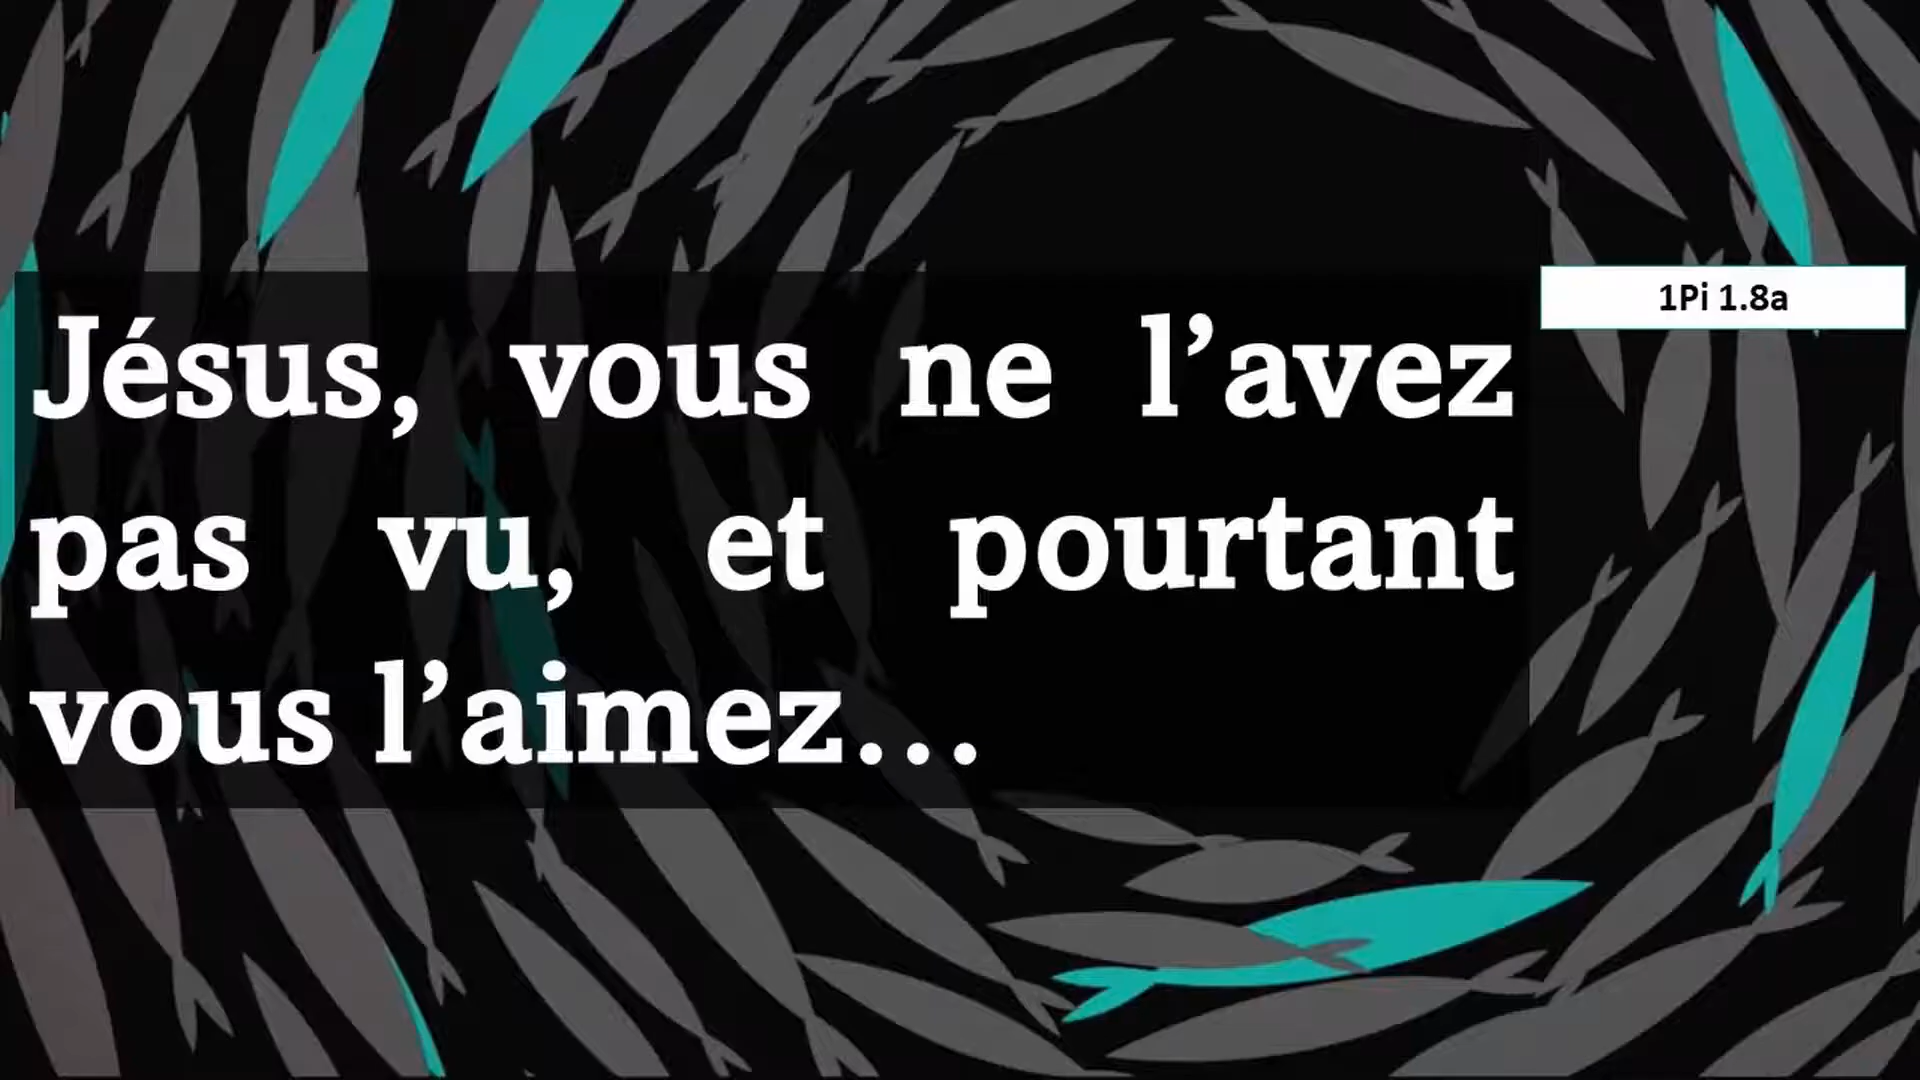 1Pi 1.8a
Jésus, vous ne l’avez
pas vu, et pourtant
vous l’aimez…